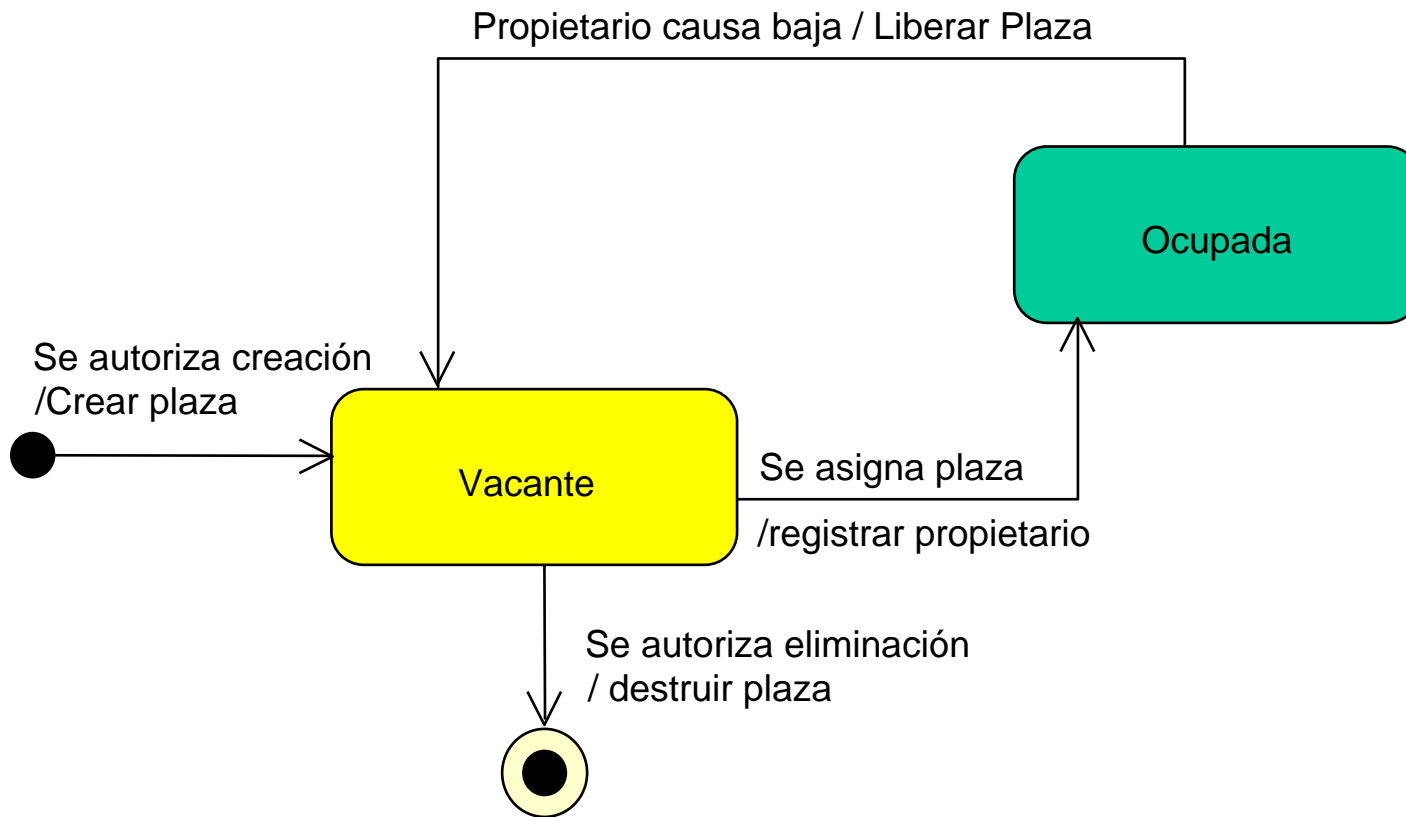 Propietario causa baja / Liberar Plaza
Ocupada
Se autoriza creación
/Crear plaza
Vacante
Se asigna plaza
/registrar propietario
Se autoriza eliminación
/ destruir plaza